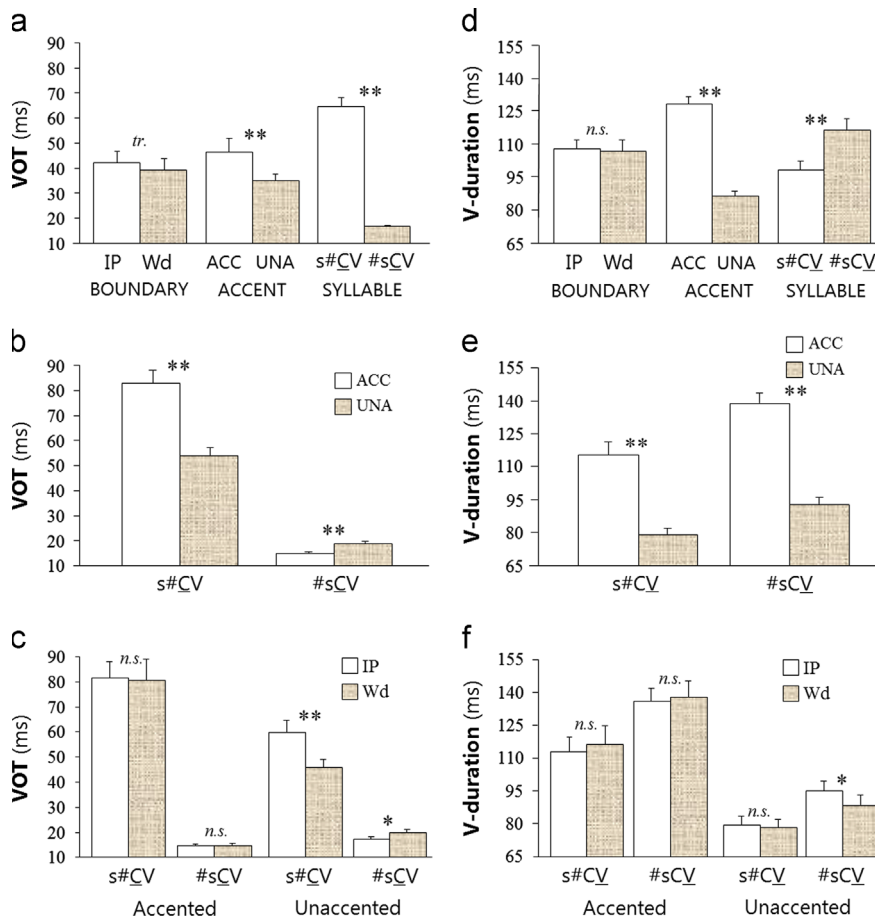 a
VOT (ms)
90
80
70
60
50
40
30
20
10
tr.
**
**
IP Wd ACC UNA s#CV #sCV
BOUNDARY ACCENT SYLLABLE
d
V-duration (ms)
155
140
125
110
95
80
65
n.s.
**
**
IP Wd ACC UNA s#CV #sCV
BOUNDARY ACCENT SYLLABLE
b
VOT (ms)
90
80
70
60
50
40
30
20
10
**
**
ACC
UNA
s#CV #sCV
e
V-duration (ms)
155
140
115
113
95
80
65
**
**
ACC
UNA
s#CV #sCV
c
VOT (ms)
90
80
70
60
50
40
30
20
10
n.s.
n.s.
**
*
IP
Wd
s#CV #sCV s#CV #sCV
Accented Unaccented
f
V-duration (ms)
155
140
115
113
95
80
65
n.s.
n.s.
n.s.
*
IP
Wd
s#CV #sCV s#CV #sCV
Accented Unaccented